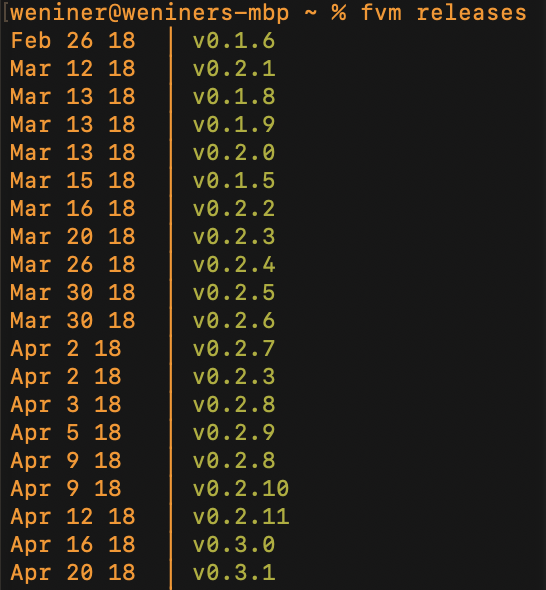 [weniner@weniners-mbp ~ % fvm releases
Feb 26 18 | v0.1.6
Mar 12 18 | v0.2.1
Mar 13 18 | v0.1.8
Mar 13 18 | v0.1.9
Mar 13 18 | v0.2.0
Mar 15 18 | v0.1.5
Mar 16 18 | v0.2.2
Mar 20 18 | v0.2.3
Mar 26 18 | v0.2.4
Mar 30 18 | v0.2.5
Mar 30 18 | v0.2.6
Apr 2 18 | v0.2.7
Apr 2 18 | v0.2.3
Apr 3 18 | v0.2.8
Apr 5 18 | v0.2.9
Apr 9 18 | v0.2.8
Apr 9 18 | v0.2.10
Apr 12 18 | v0.2.11
Apr 16 18 | v0.3.0
Apr 20 18 | v0.3.1